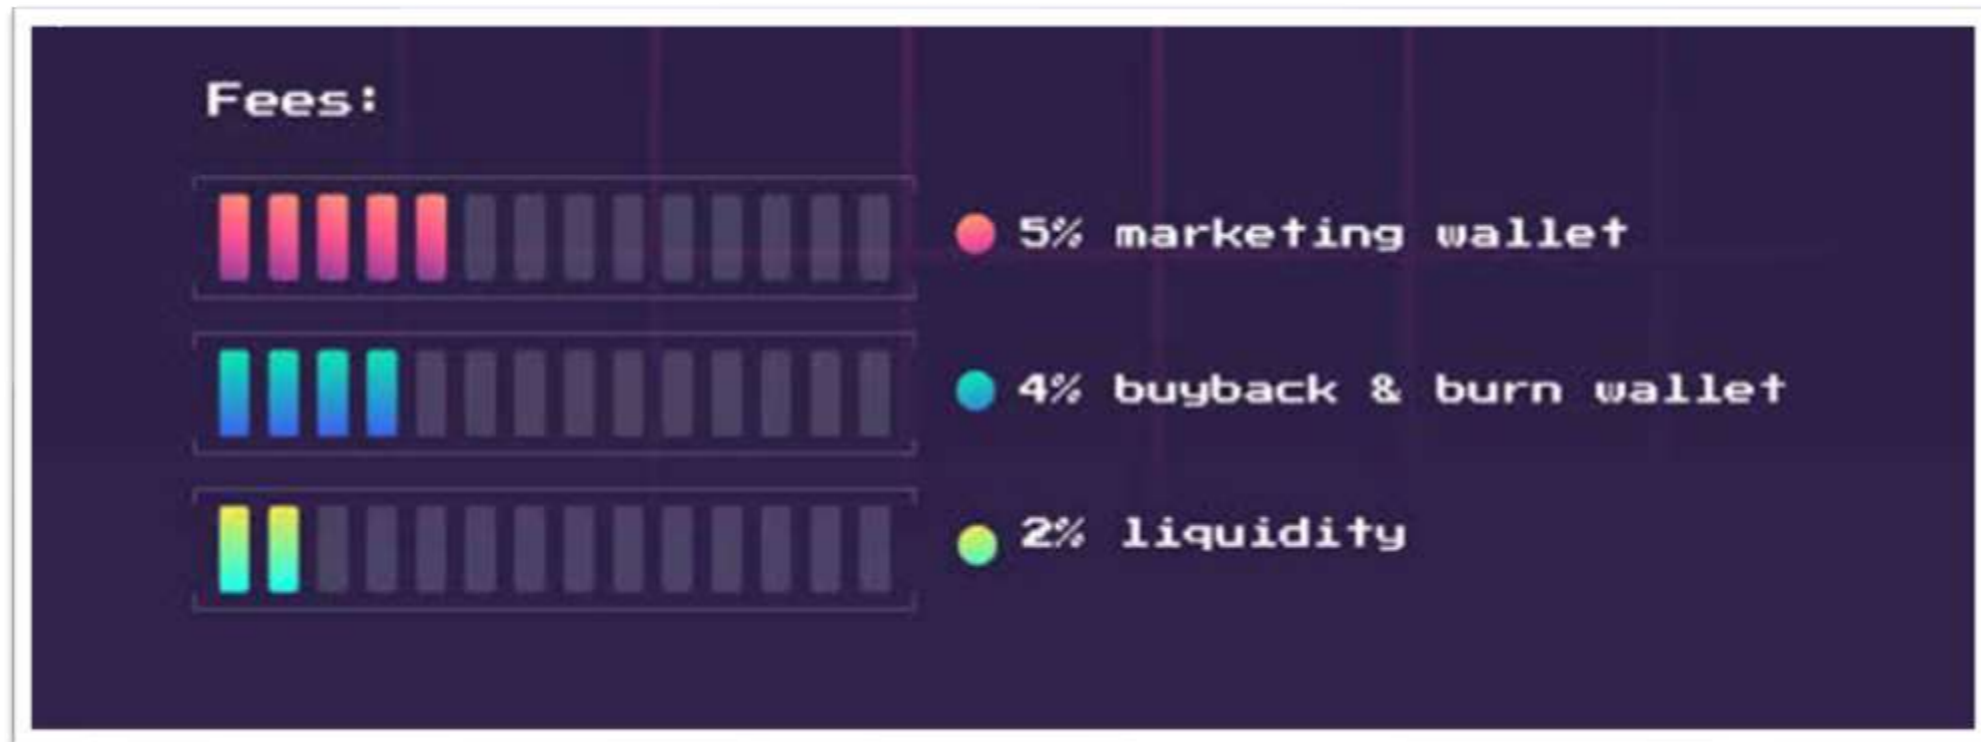 Fees:
5% marketing wallet
4% buyback & burn wallet
2% liquidity